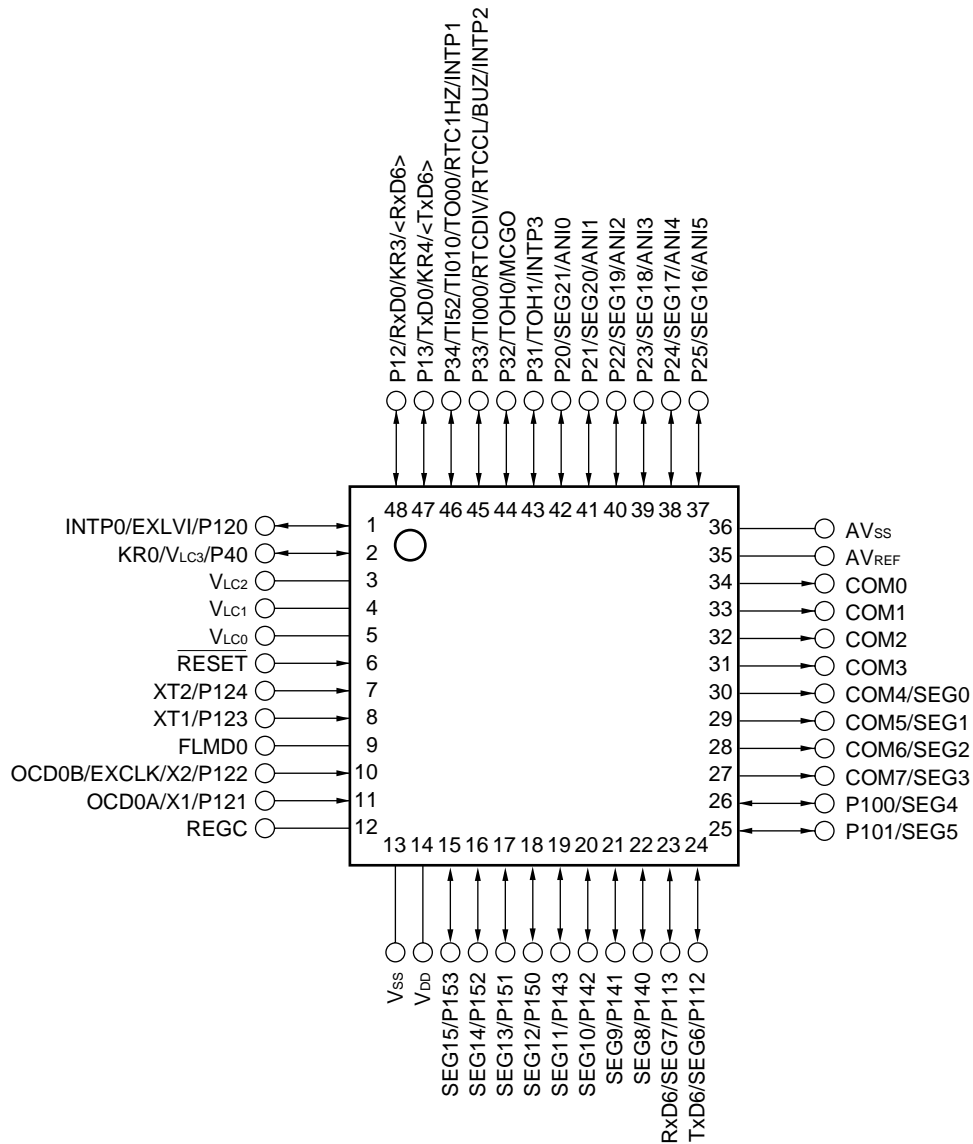 P12/RxD0/KR3/<RxD6>
P13/TxD0/KR4/<TxD6>
P34/TI52/TI010/TO00/RTC1HZ/INTP1
P33/TI000/RTCDIV/RTCCL/BUZ/INTP2
P32/TOH0/MCGO
P31/TOH1/INTP3
P20/SEG21/ANI0
P21/SEG20/ANI1
P22/SEG19/ANI2
P23/SEG18/ANI3
P24/SEG17/ANI4
P25/SEG16/ANI5
48 47 46 45 44 43 42 41 40 39 38 37
INTP0/EXLVI/P120 1
KR0/VLC3/P40 2
VLC2 3
VLC1 4
VLC0 5
RESET 6
XT2/P124 7
XT1/P123 8
FLMD0 9
OCD0B/EXCLK/X2/P122 10
OCD0A/X1/P121 11
REGC 12
36 AVSS
35 AVREF
34 COM0
33 COM1
32 COM2
31 COM3
30 COM4/SEG0
29 COM5/SEG1
28 COM6/SEG2
27 COM7/SEG3
26 P100/SEG4
25 P101/SEG5
13 14 15 16 17 18 19 20 21 22 23 24
VSS
VDD
SEG15/P153
SEG14/P152
SEG13/P151
SEG12/P150
SEG11/P143
SEG10/P142
SEG9/P141
SEG8/P140
RxD6/SEG7/P113
TxD6/SEG6/P112